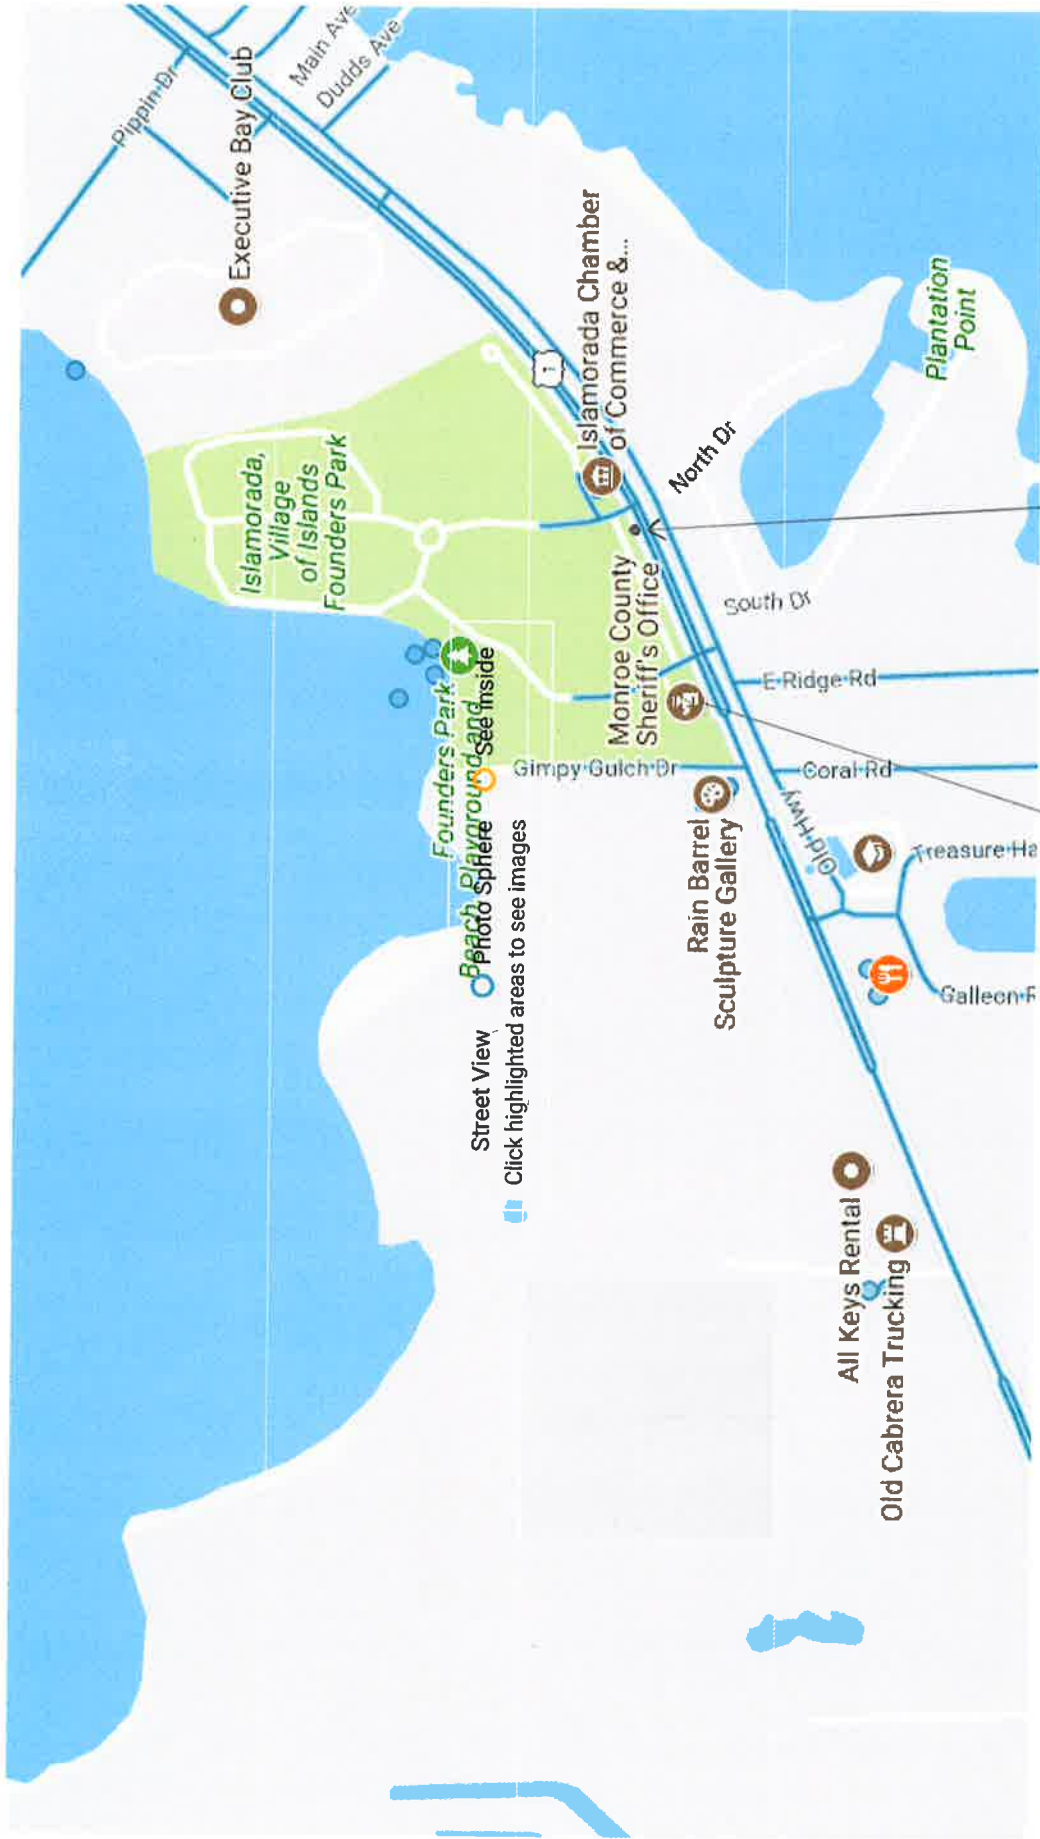 Pippin Dr
Executive Bay Club
Main Ave
Dudds Ave
Islamorada,
Village
of Islands
Founders Park
1
Islamorada Chamber
of Commerce &...
Plantation
Point
North Dr
South Dr
Monroe County
Sheriff's Office
E Ridge Rd
Founders Park
Beach, Playground and
See Inside
Photo Sphere
Street View
Click highlighted areas to see images
Gimpy Gulch Dr
Coral Rd
Old Hwy
Rain Barrel
Sculpture Gallery
Treasure Ha
Galleon R
All Keys Rental
Old Cabrera Trucking